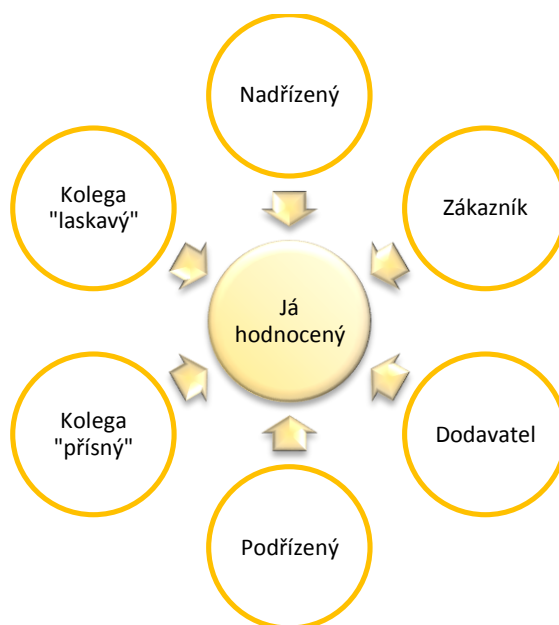 Nadřízený
Kolega
"laskavý"
Zákazník
Já
hodnocený
Kolega
"přísný"
Dodavatel
Podřízený